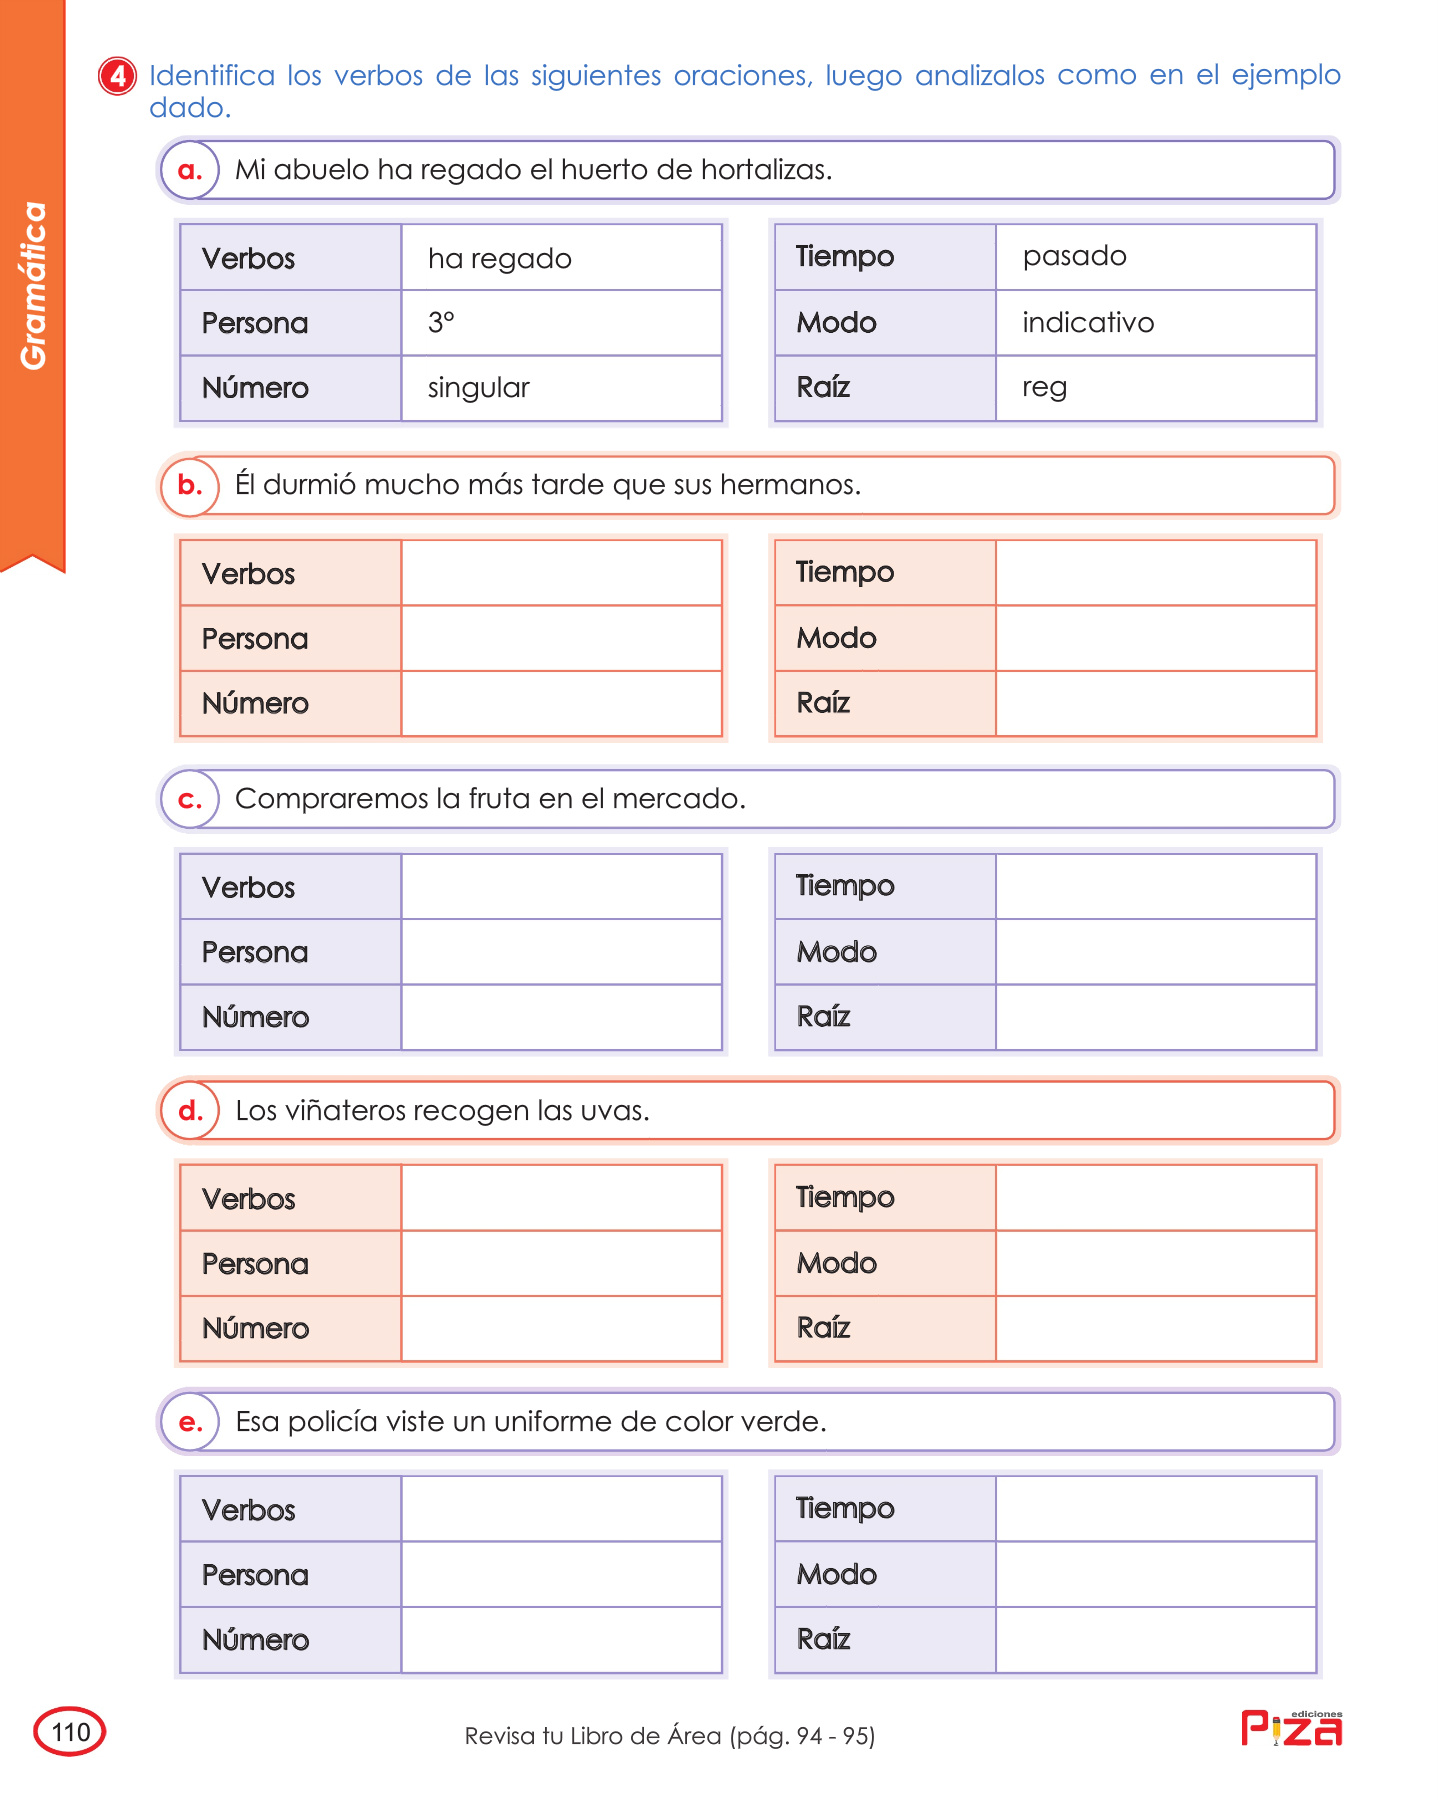 Gramática
4 Identifica los verbos de las siguientes oraciones, luego analizalos como en el ejemplo
dado.
a. Mi abuelo ha regado el huerto de hortalizas.
Verbos ha regado Tiempo pasado
Persona 3° Modo indicativo
Número singular Raíz reg
b. Él durmió mucho más tarde que sus hermanos.
Verbos Tiempo
Persona Modo
Número Raíz
c. Compraremos la fruta en el mercado.
Verbos Tiempo
Persona Modo
Número Raíz
d. Los viñateros recogen las uvas.
Verbos Tiempo
Persona Modo
Número Raíz
e. Esa policía viste un uniforme de color verde.
Verbos Tiempo
Persona Modo
Número Raíz
110
Revisa tu Libro de Área (pág. 94 - 95)
ediciones
Piza